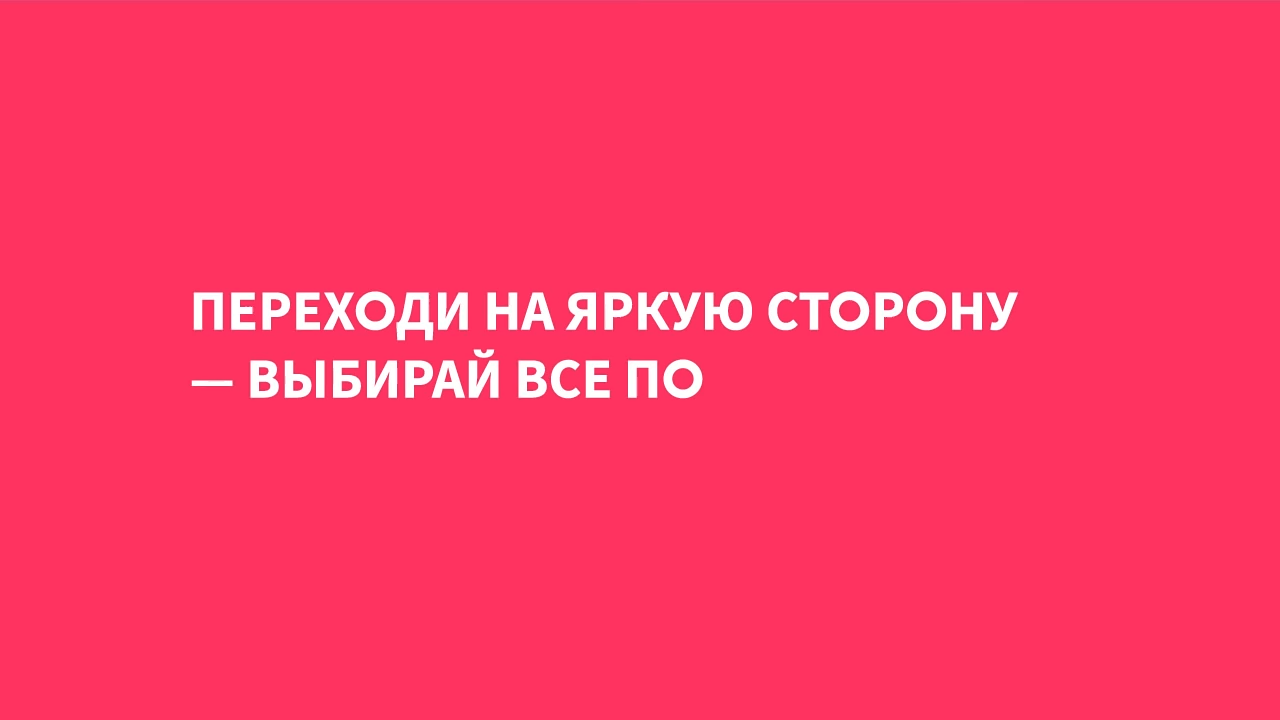 ПЕРЕХОДИ НА ЯРКУЮ СТОРОНУ
— ВЫБИРАЙ ВСЕ ПО